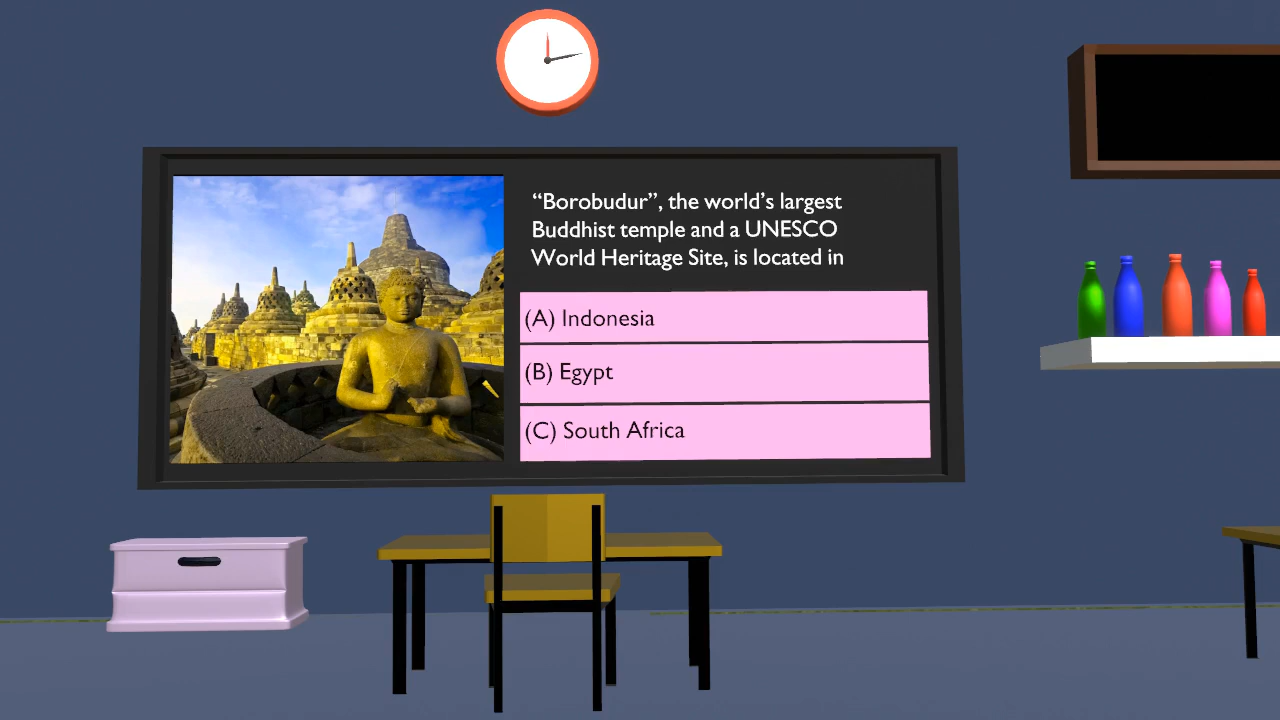 “Borobudur”, the world’s largest
Buddhist temple and a UNESCO
World Heritage Site, is located in
(A) Indonesia
(B) Egypt
(C) South Africa